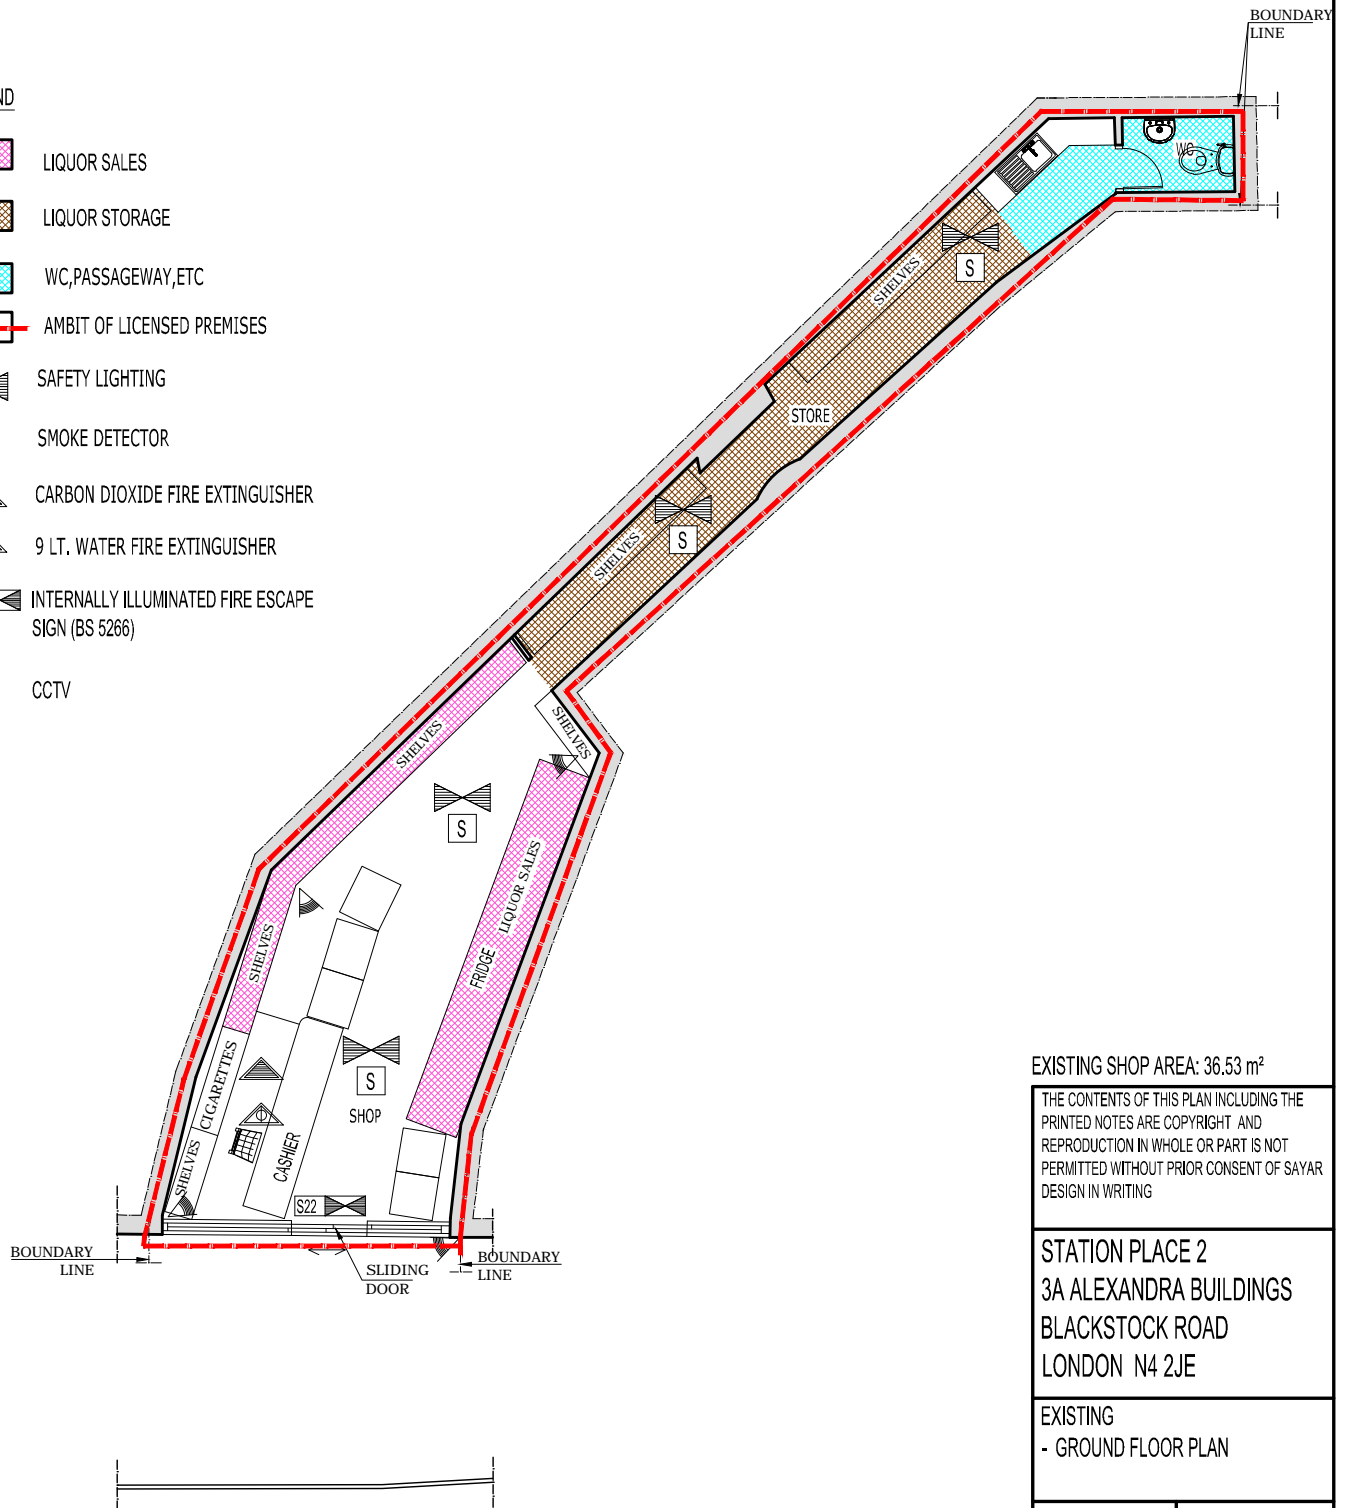 BOUNDARY
LINE
ND
LIQUOR SALES
LIQUOR STORAGE
WC,PASSAGEWAY,ETC
AMBIT OF LICENSED PREMISES
SAFETY LIGHTING
SMOKE DETECTOR
CARBON DIOXIDE FIRE EXTINGUISHER
9 LT. WATER FIRE EXTINGUISHER
INTERNALLY ILLUMINATED FIRE ESCAPE
SIGN (BS 5266)
CCTV
WC
S
SHELVES
STORE
S
SHELVES
SHELVES
SHELVES
S
LIQUOR SALES
FRIDGE
SHELVES
CIGARETTES
SHELVES
S
SHOP
CASHIER
S22
BOUNDARY
LINE
SLIDING
DOOR
BOUNDARY
LINE
EXISTING SHOP AREA: 36.53 m²
THE CONTENTS OF THIS PLAN INCLUDING THE
PRINTED NOTES ARE COPYRIGHT AND
REPRODUCTION IN WHOLE OR PART IS NOT
PERMITTED WITHOUT PRIOR CONSENT OF SAYAR
DESIGN IN WRITING
STATION PLACE 2
3A ALEXANDRA BUILDINGS
BLACKSTOCK ROAD
LONDON N4 2JE
EXISTING
- GROUND FLOOR PLAN